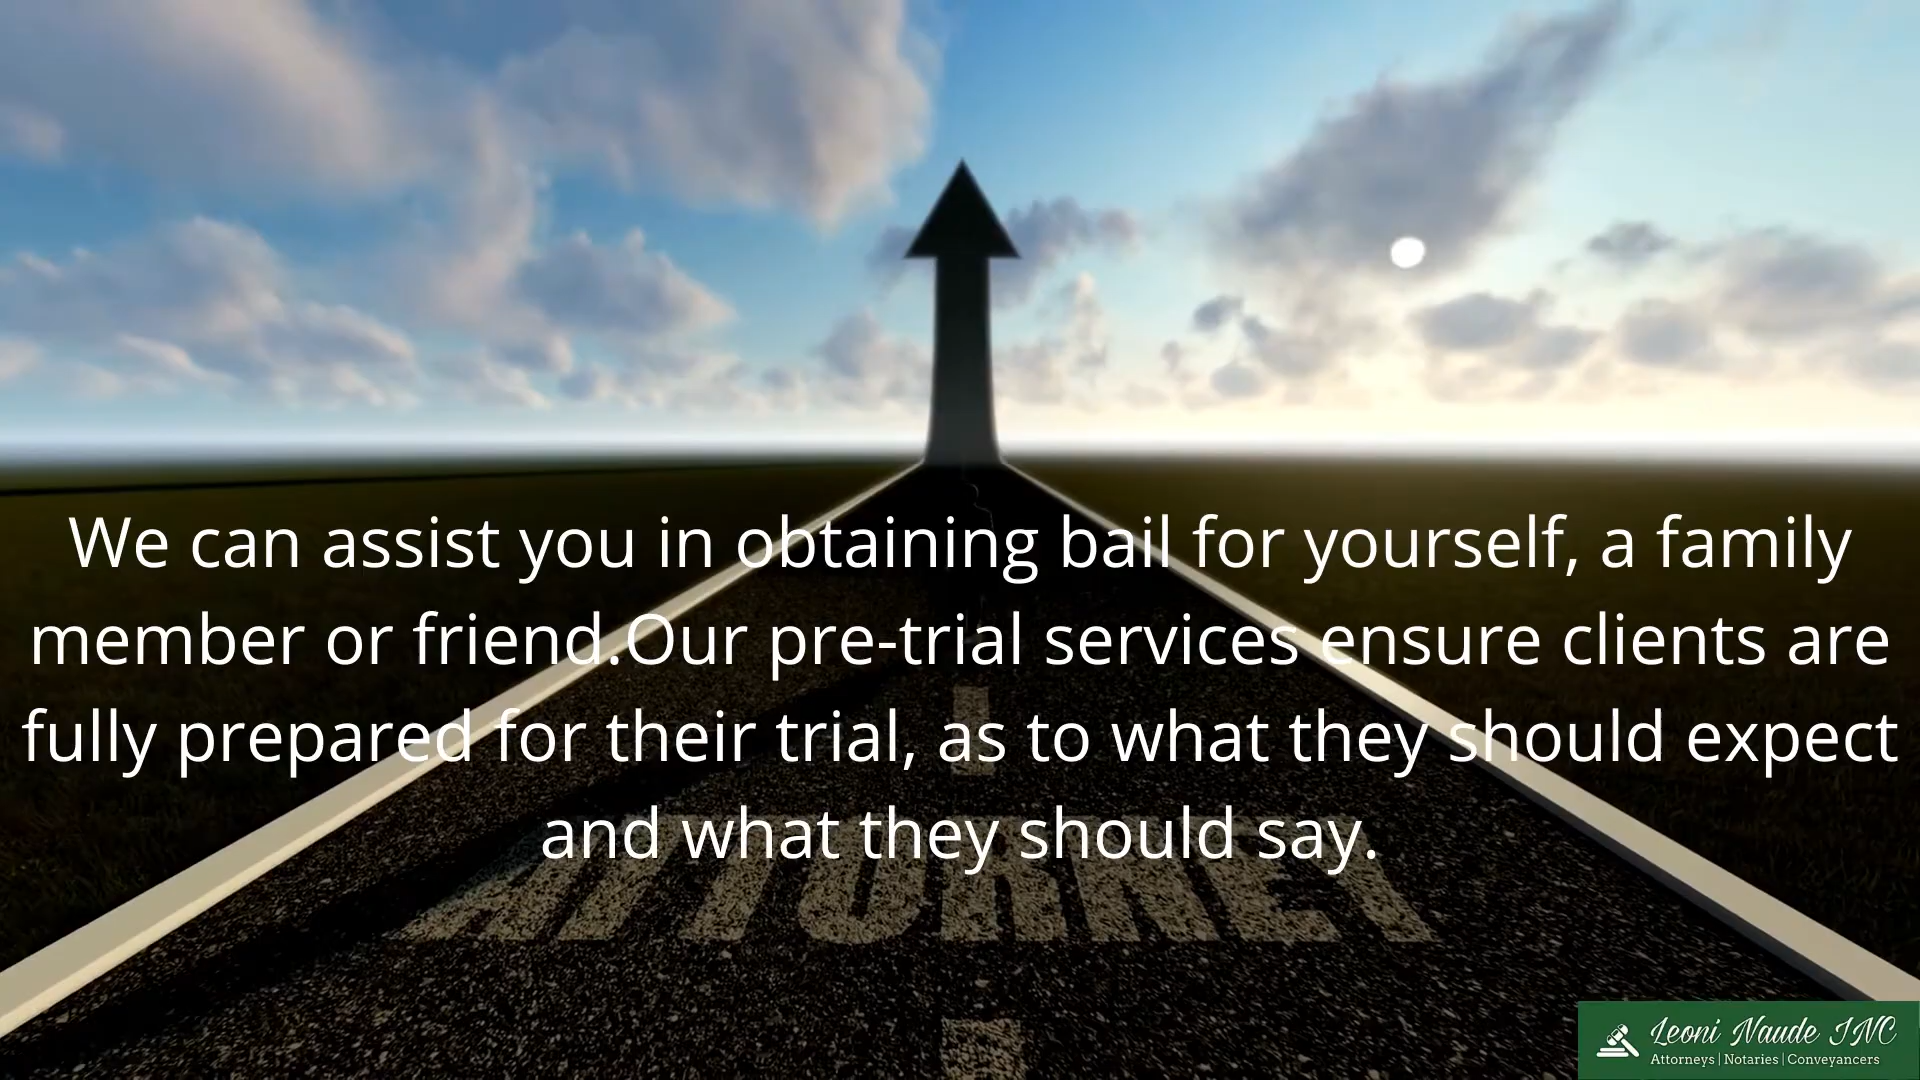 We can assist you in obtaining bail for yourself, a family
member or friend.Our pre-trial services ensure clients are
fully prepared for their trial, as to what they should expect
and what they should say.
ATTORNEY
Leoni Naude INC
Attorneys | Notaries | Conveyancers